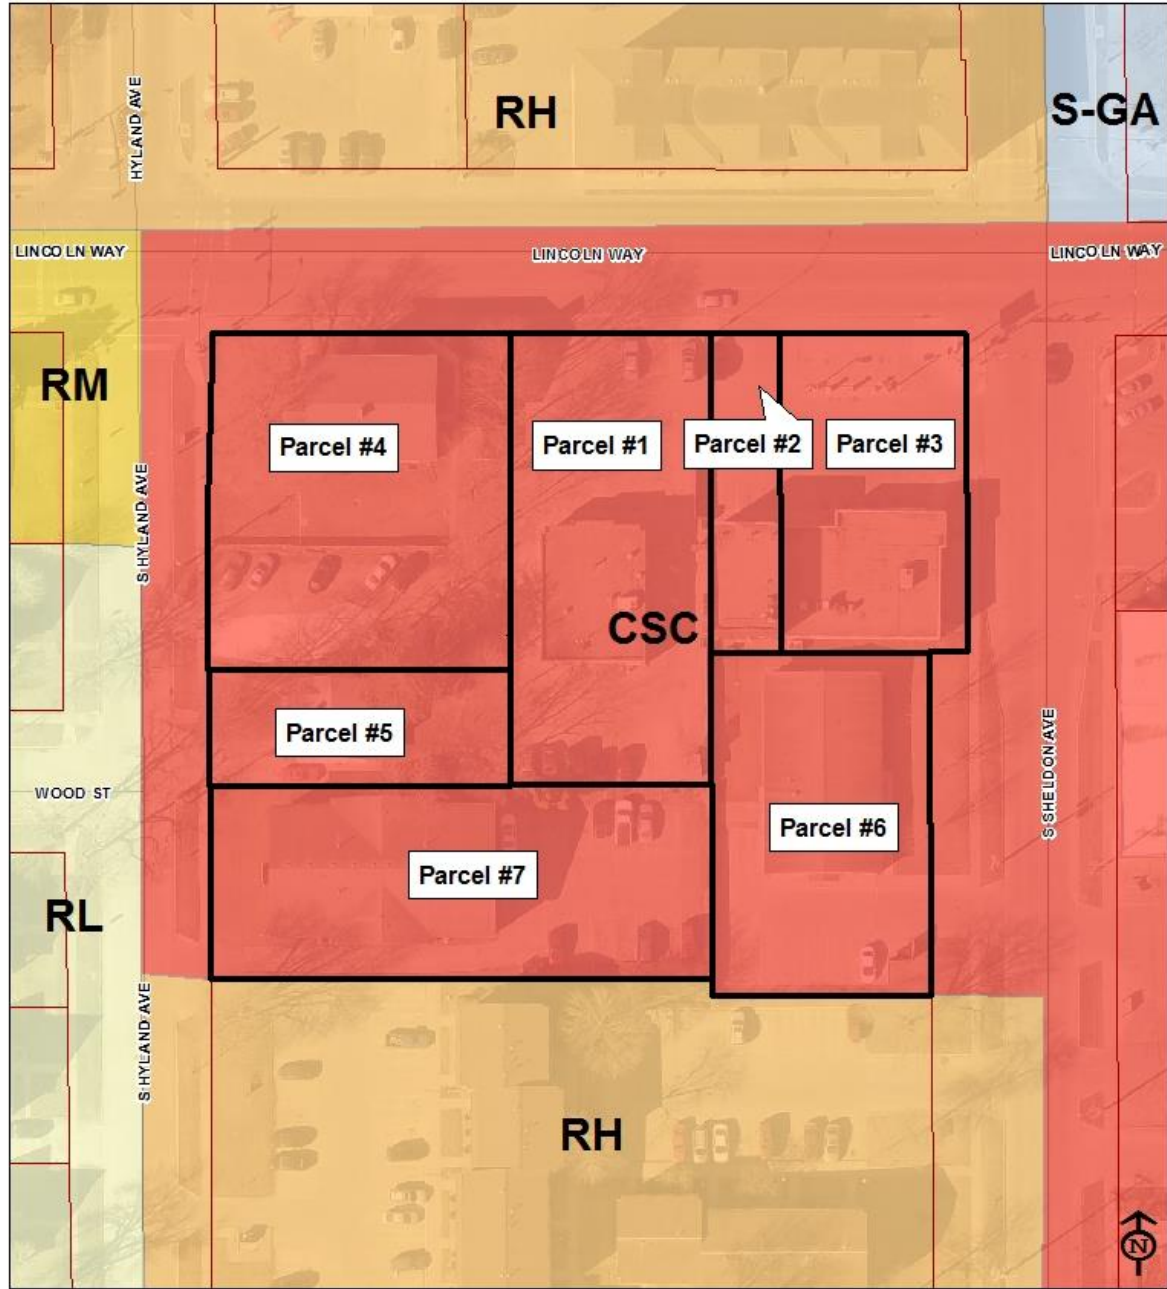 RH
S-GA
HYLAND AVE
LINCOLN WAY
LINCOLN WAY
LINCOLN WAY
RM
Parcel #4
Parcel #1
Parcel #2
Parcel #3
S HYLAND AVE
CSC
Parcel #5
WOOD ST
S SHELDON AVE
Parcel #6
Parcel #7
RL
S HYLAND AVE
RH
N